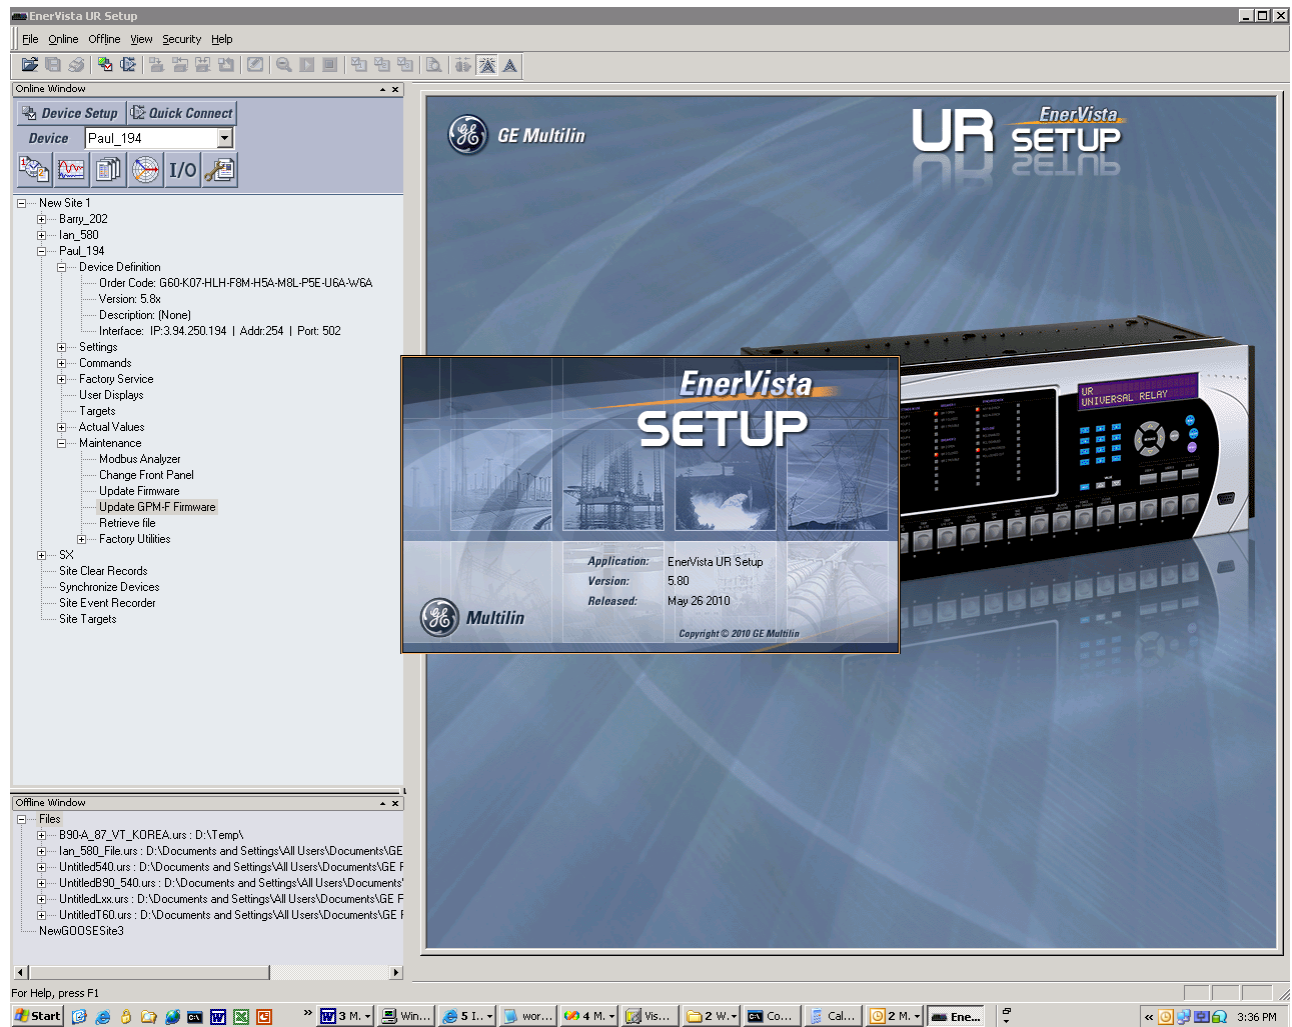 EnerVista UR Setup
File Online Offline View Security Help
Online Window
Device Setup Quick Connect
Device Paul_194
I/O
New Site 1
Barry_202
Ian_580
Paul_194
Device Definition
Order Code: G60-K07-HLH-F8M-H5A-M8L-P5E-U6A-W6A
Version: 5.8x
Description: (None)
Interface: IP:3.94.250.194 | Addr:254 | Port: 502
Settings
Commands
Factory Service
User Displays
Targets
Actual Values
Maintenance
Modbus Analyzer
Change Front Panel
Update Firmware
Update GPM-F Firmware
Retrieve file
Factory Utilities
SX
Site Clear Records
Synchronize Devices
Site Event Recorder
Site Targets
GE Multilin
UR EnerVista
SETUP
UR
UNIVERSAL RELAY
EnerVista
SETUP
Application: EnerVista UR Setup
Version: 5.80
Released: May 26 2010
Multilin
Copyright © 2010 GE Multilin
Offline Window
Files
B90-A_87_VT_KOREA.urs : D:\Temp\
Ian_580_File.urs : D:\Documents and Settings\All Users\Documents\GE
Untitled540.urs : D:\Documents and Settings\All Users\Documents\GE F
UntitledB90_540.urs : D:\Documents and Settings\All Users\Documents\
UntitledLxx.urs : D:\Documents and Settings\All Users\Documents\GE F
UntitledT60.urs : D:\Documents and Settings\All Users\Documents\GE F
NewGOOSESite3
For Help, press F1
Start » 3 M. Win... 5 I.. wor... 4 M. Vis... 2 W. Co... Cal... 2 M. Ene... « 3:36 PM